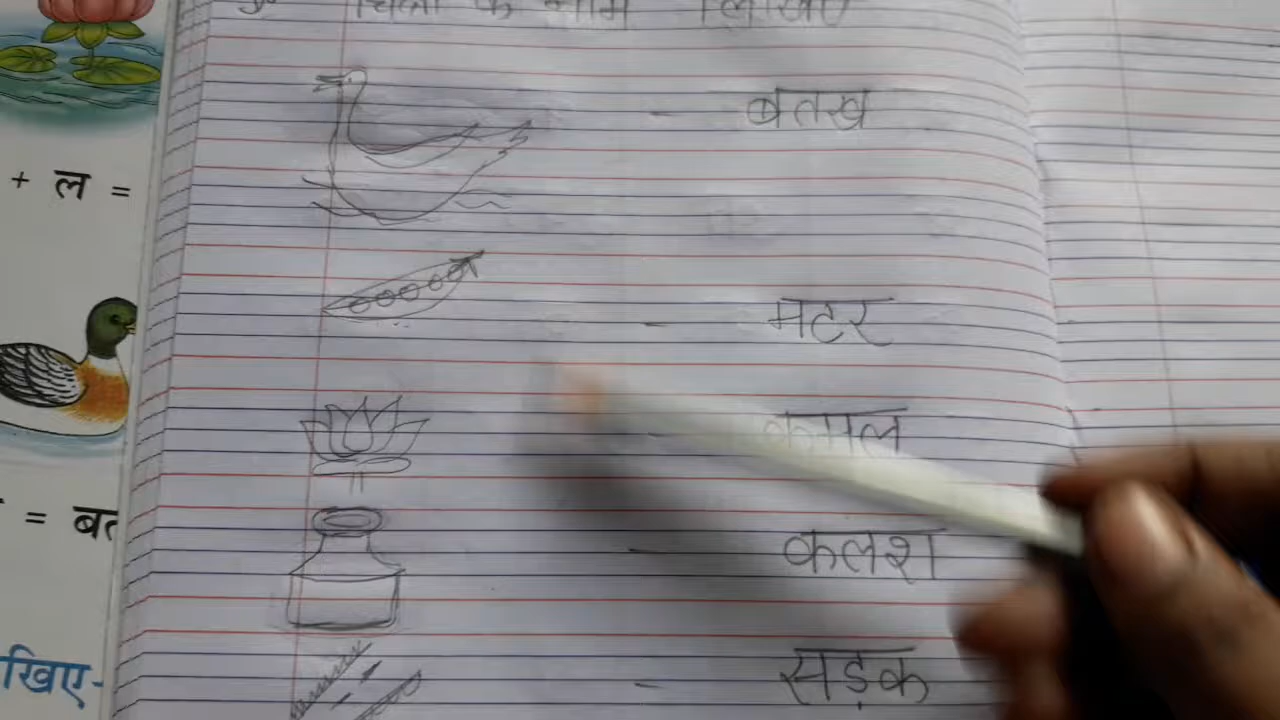 चित्रों के नाम लिखिए
- बतख
- मटर
- कमल
- कलश
- सड़क
+ ल =
= बत
खिए-